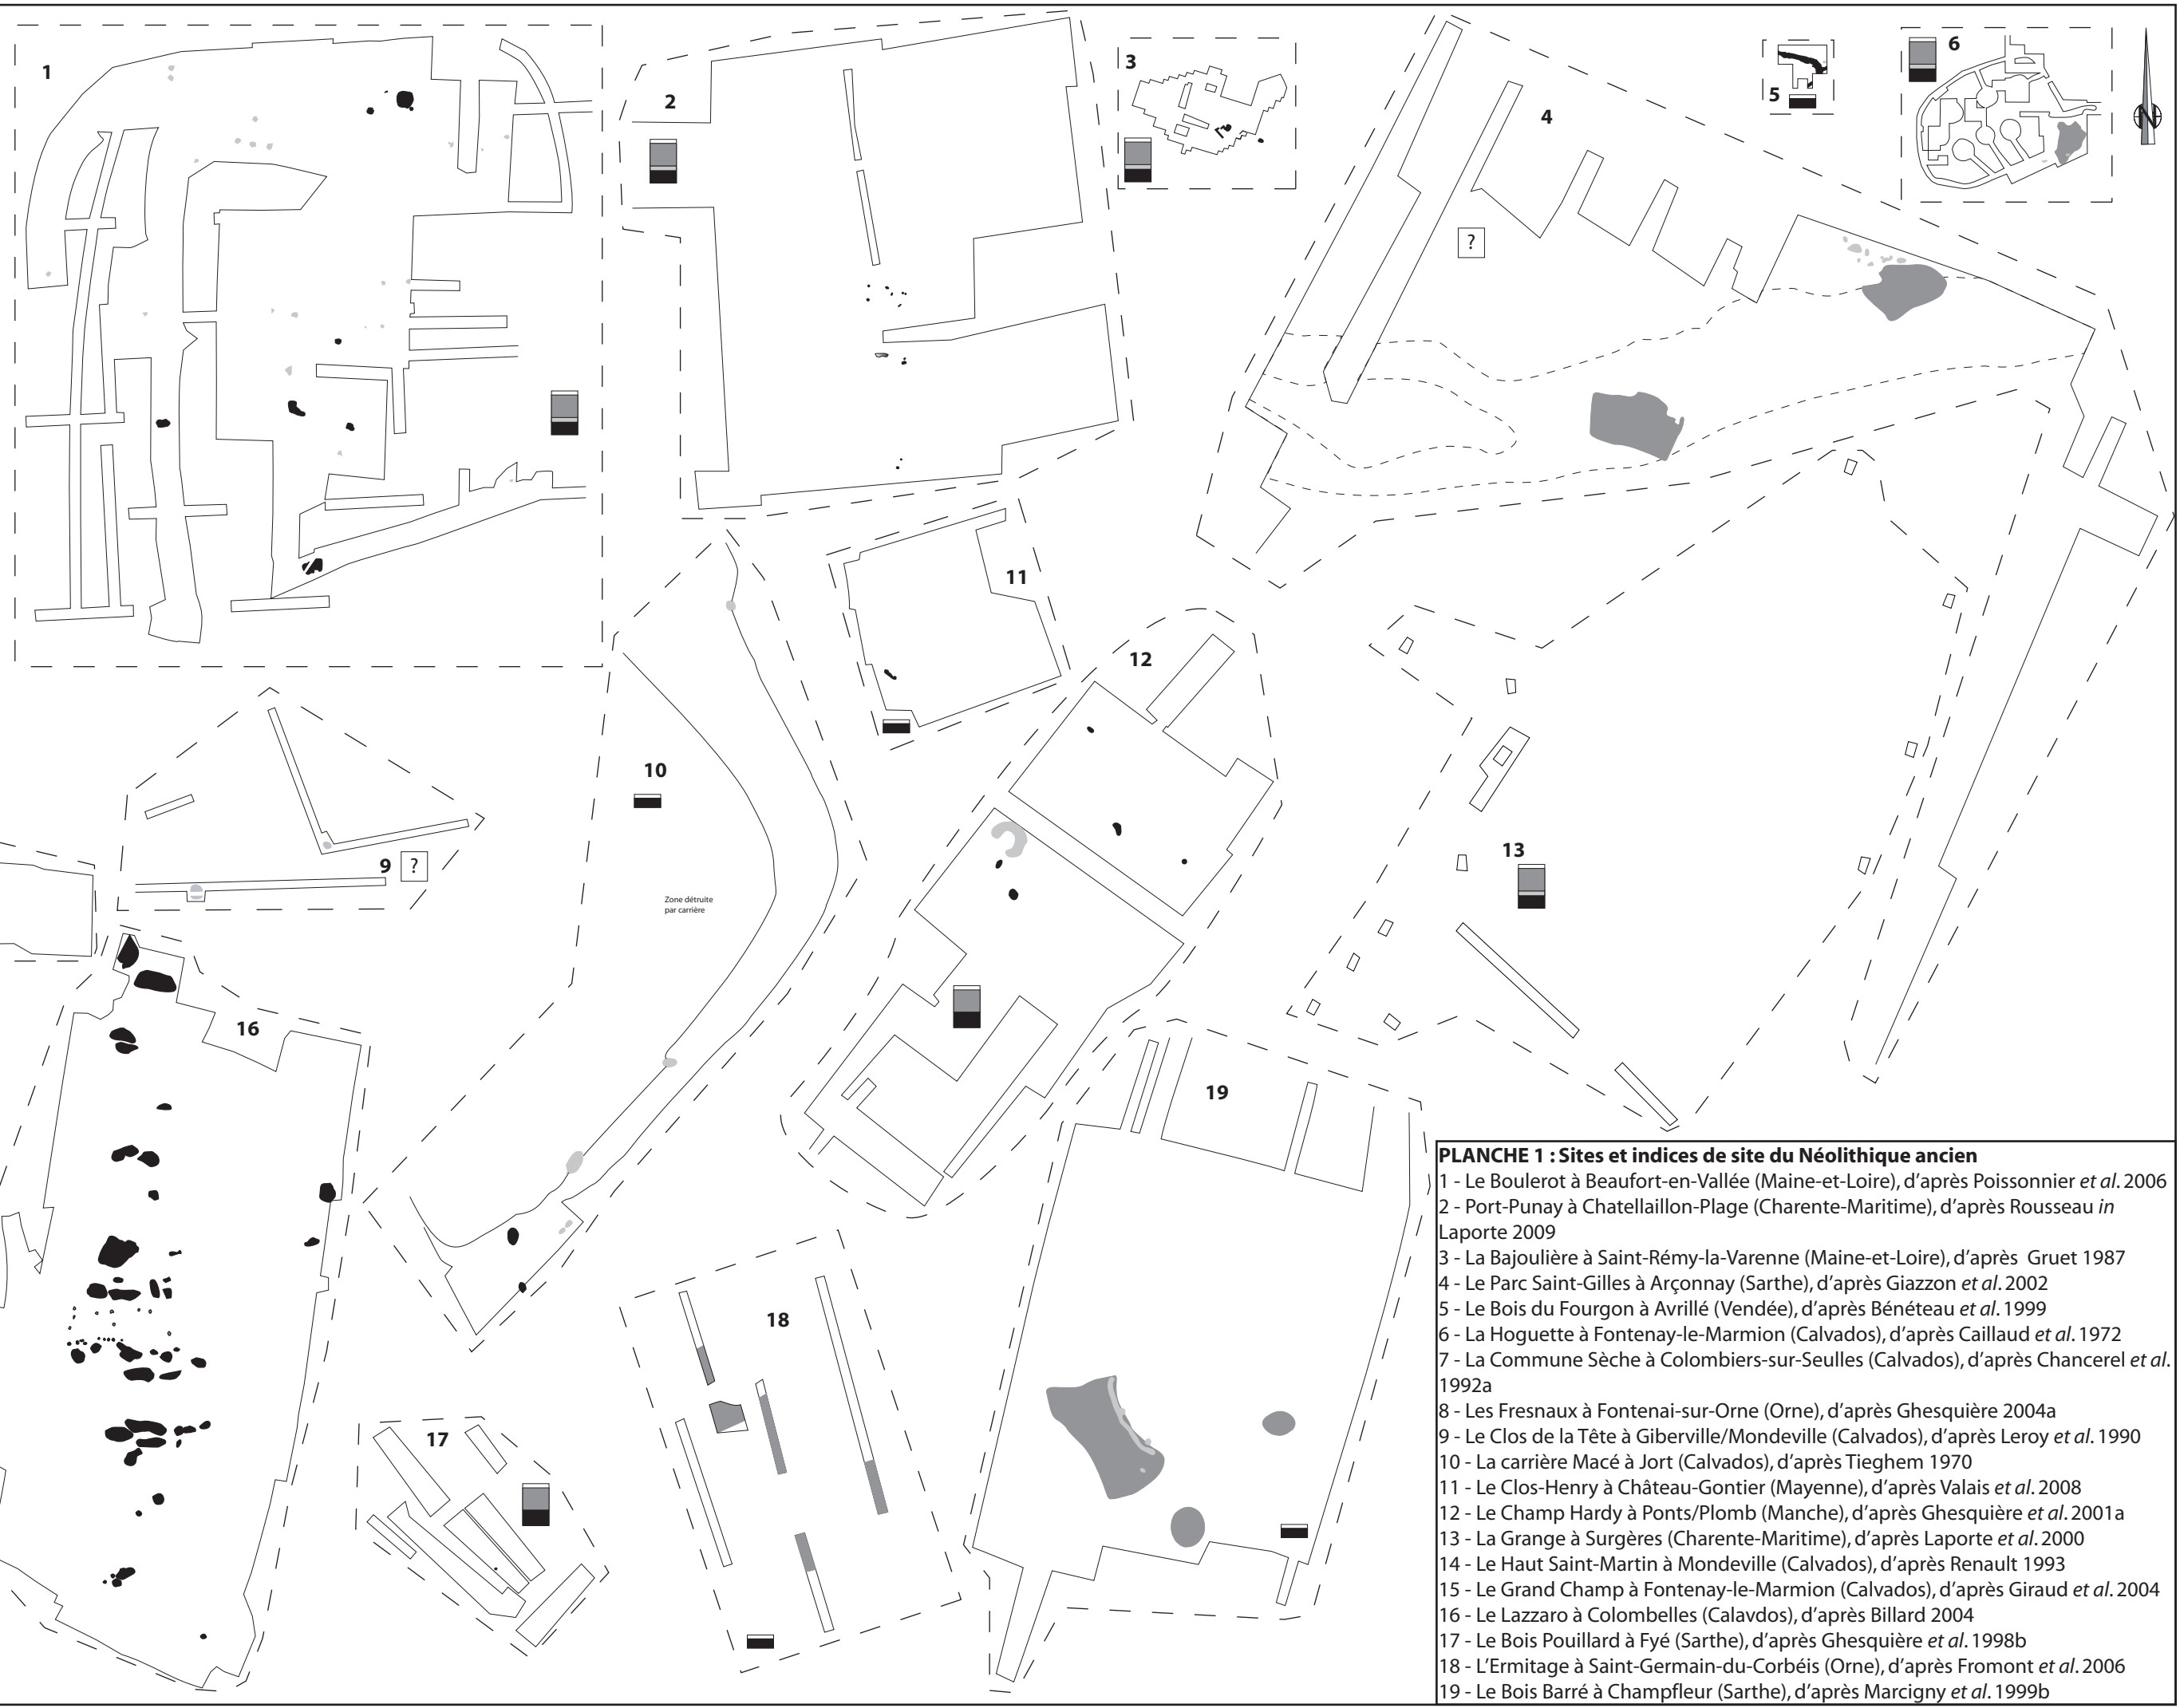 1
2
3
4
5
6
?
N
11
12
10
9 ?
Zone détruite
par carrière
13
16
19
18
17
PLANCHE 1 : Sites et indices de site du Néolithique ancien
1 - Le Boulerot à Beaufort-en-Vallée (Maine-et-Loire), d'après Poissonnier et al. 2006
2 - Port-Punay à Chatellaillon-Plage (Charente-Maritime), d'après Rousseau in
Laporte 2009
3 - La Bajoulière à Saint-Rémy-la-Varenne (Maine-et-Loire), d'après Gruet 1987
4 - Le Parc Saint-Gilles à Arçonnay (Sarthe), d'après Giazzon et al. 2002
5 - Le Bois du Fourgon à Avrillé (Vendée), d'après Bénéteau et al. 1999
6 - La Hoguette à Fontenay-le-Marmion (Calvados), d'après Caillaud et al. 1972
7 - La Commune Sèche à Colombiers-sur-Seulles (Calvados), d'après Chancerel et al.
1992a
8 - Les Fresnaux à Fontenai-sur-Orne (Orne), d'après Ghesquière 2004a
9 - Le Clos de la Tête à Giberville/Mondeville (Calvados), d'après Leroy et al. 1990
10 - La carrière Macé à Jort (Calvados), d'après Tieghem 1970
11 - Le Clos-Henry à Château-Gontier (Mayenne), d'après Valais et al. 2008
12 - Le Champ Hardy à Ponts/Plomb (Manche), d'après Ghesquière et al. 2001a
13 - La Grange à Surgères (Charente-Maritime), d'après Laporte et al. 2000
14 - Le Haut Saint-Martin à Mondeville (Calvados), d'après Renault 1993
15 - Le Grand Champ à Fontenay-le-Marmion (Calvados), d'après Giraud et al. 2004
16 - Le Lazzaro à Colombelles (Calavdos), d'après Billard 2004
17 - Le Bois Pouillard à Fyé (Sarthe), d'après Ghesquière et al. 1998b
18 - L'Ermitage à Saint-Germain-du-Corbéis (Orne), d'après Fromont et al. 2006
19 - Le Bois Barré à Champfleur (Sarthe), d'après Marcigny et al. 1999b